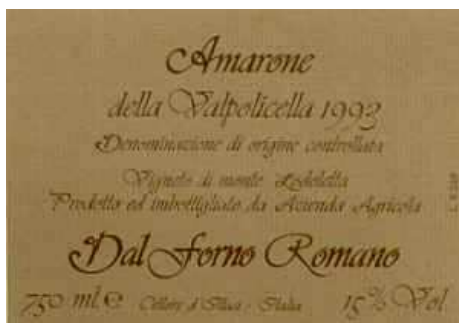 Amarone
della Valpolicella 1993
Denominazione di origine controllata
Vigneto di monte Lodoletta
Prodotto ed imbottigliato da Azienda Agricola
Dal Forno Romano
750 ml. e Cellore d'Illasi - Italia 15% Vol